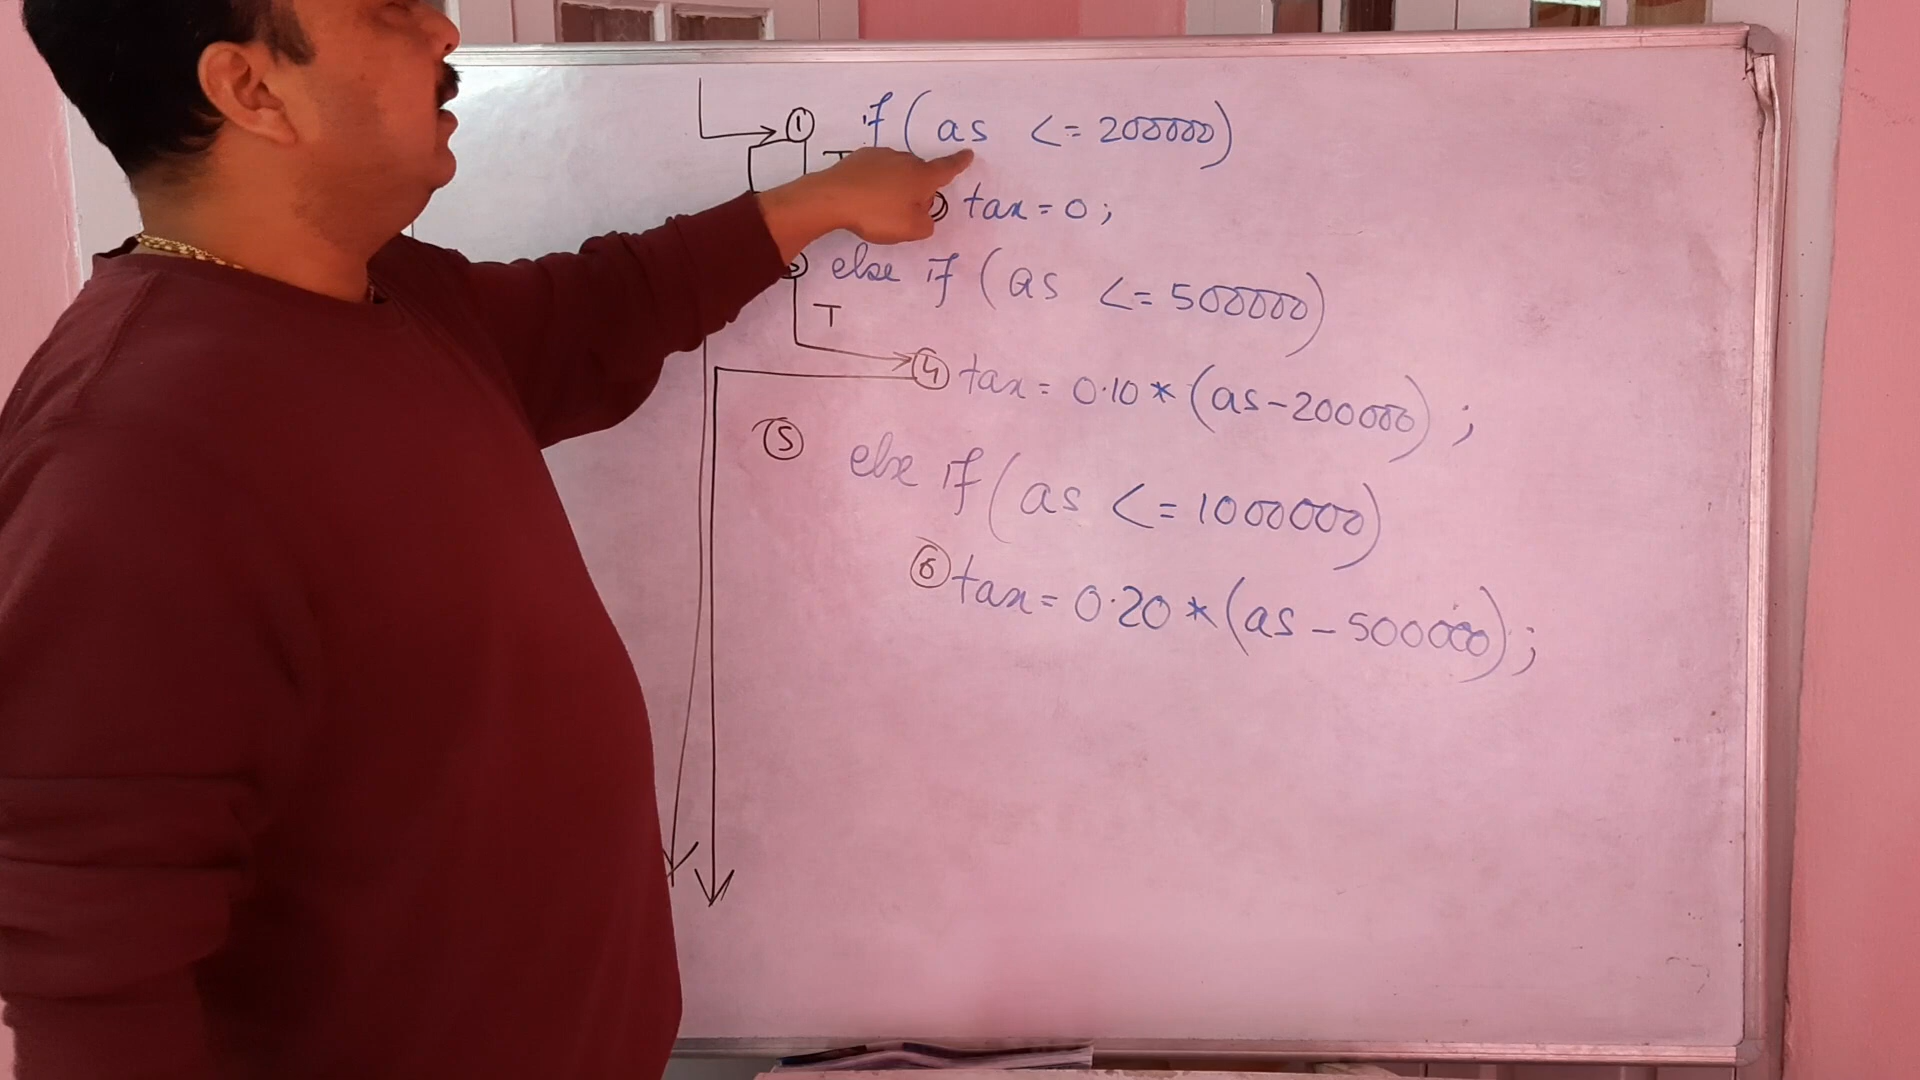 ① if (as <= 200000)
T
tax = 0;
else if (as <= 500000)
T
④ tax = 0.10 * (as - 200000);
⑤ else if (as <= 1000000)
⑥ tax = 0.20 * (as - 500000);